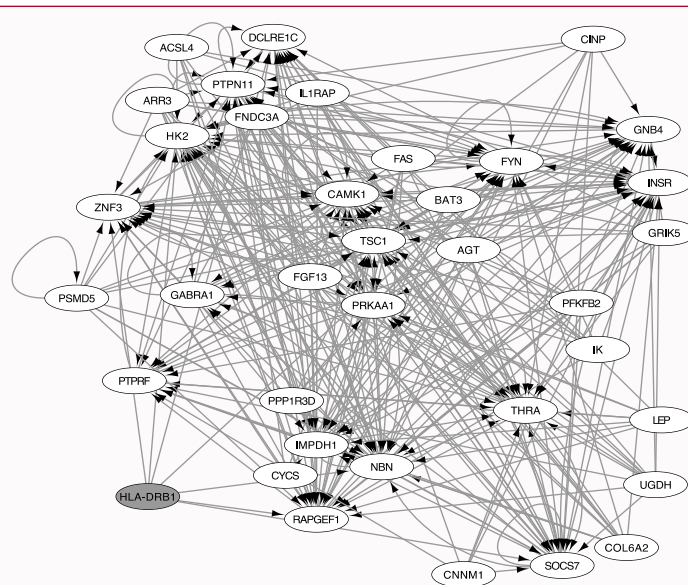 DCLRE1C
CINP
ACSL4
PTPN11
IL1RAP
ARR3
FNDC3A
HK2
GNB4
FAS
FYN
INSR
CAMK1
BAT3
ZNF3
TSC1
GRIK5
AGT
FGF13
PSMD5
GABRA1
PRKAA1
PFKFB2
IK
PTPRF
PPP1R3D
THRA
LEP
IMPDH1
NBN
CYCS
UGDH
HLA-DRB1
RAPGEF1
COL6A2
SOCS7
CNNM1